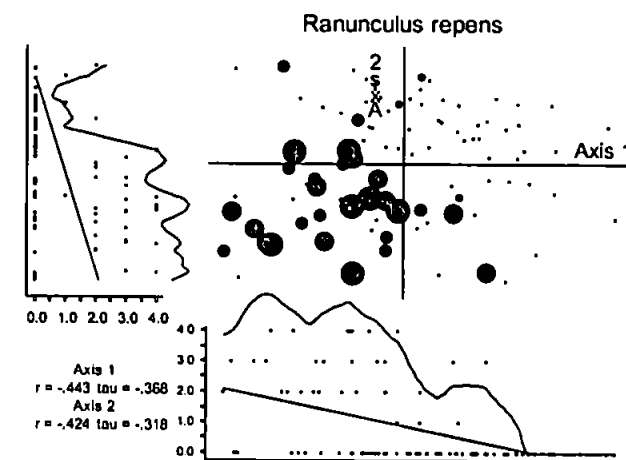 Ranunculus repens
Axis 2
Axis
0.0 1.0 2.0 3.0 4.0
4.0
3.0
2.0
1.0
0.0
Axis 1
r = -.443 tau = -.368
Axis 2
r = -.424 tau = -.318